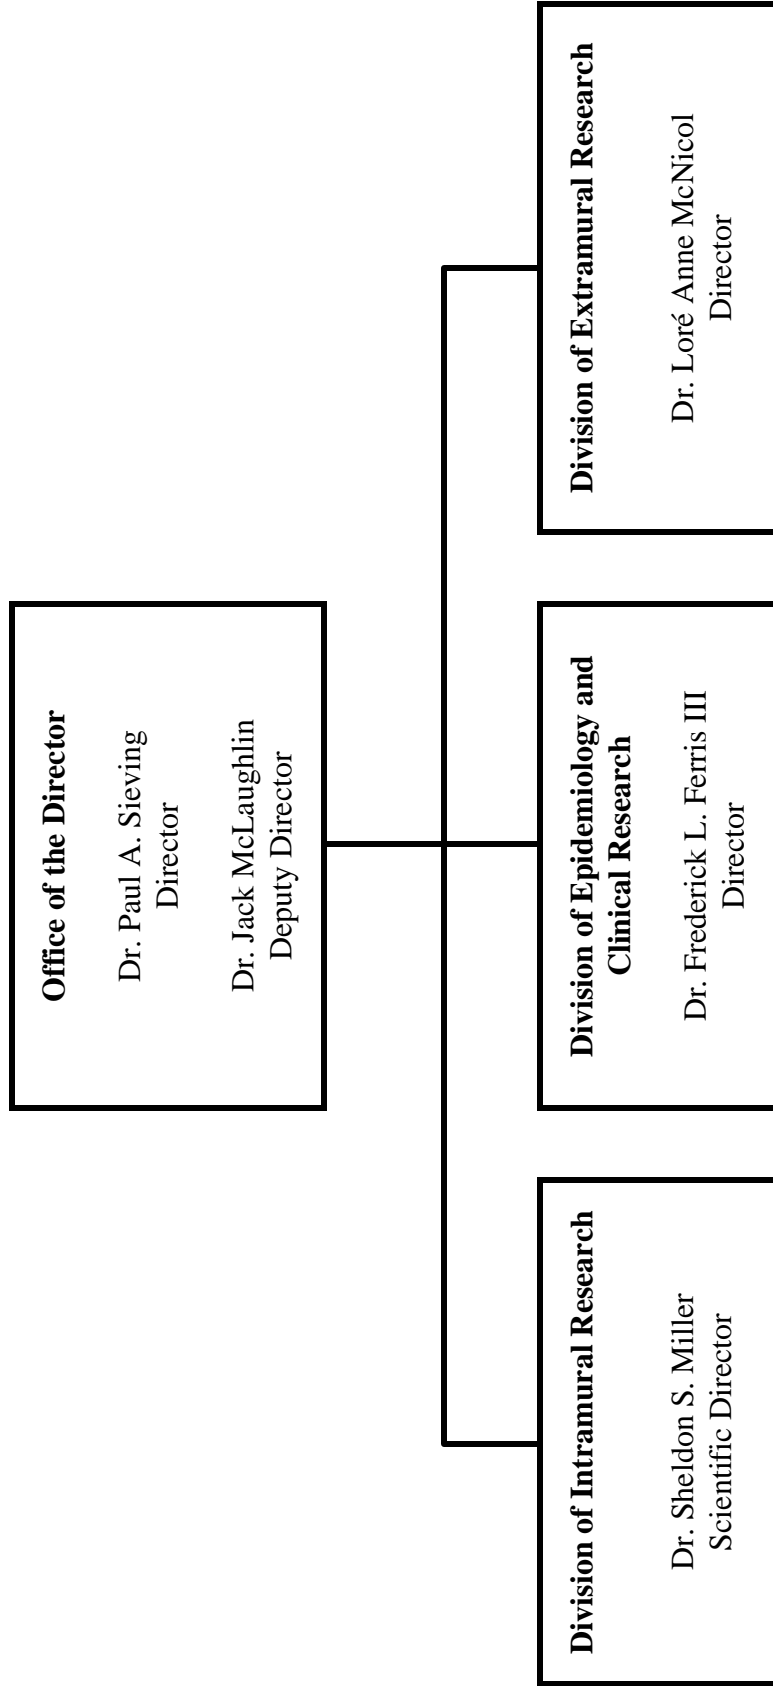 Office of the Director
Dr. Paul A. Sieving
Director
Dr. Jack McLaughlin
Deputy Director
Division of Intramural Research
Dr. Sheldon S. Miller
Scientific Director
Division of Epidemiology and
Clinical Research
Dr. Frederick L. Ferris III
Director
Division of Extramural Research
Dr. Loré Anne McNicol
Director